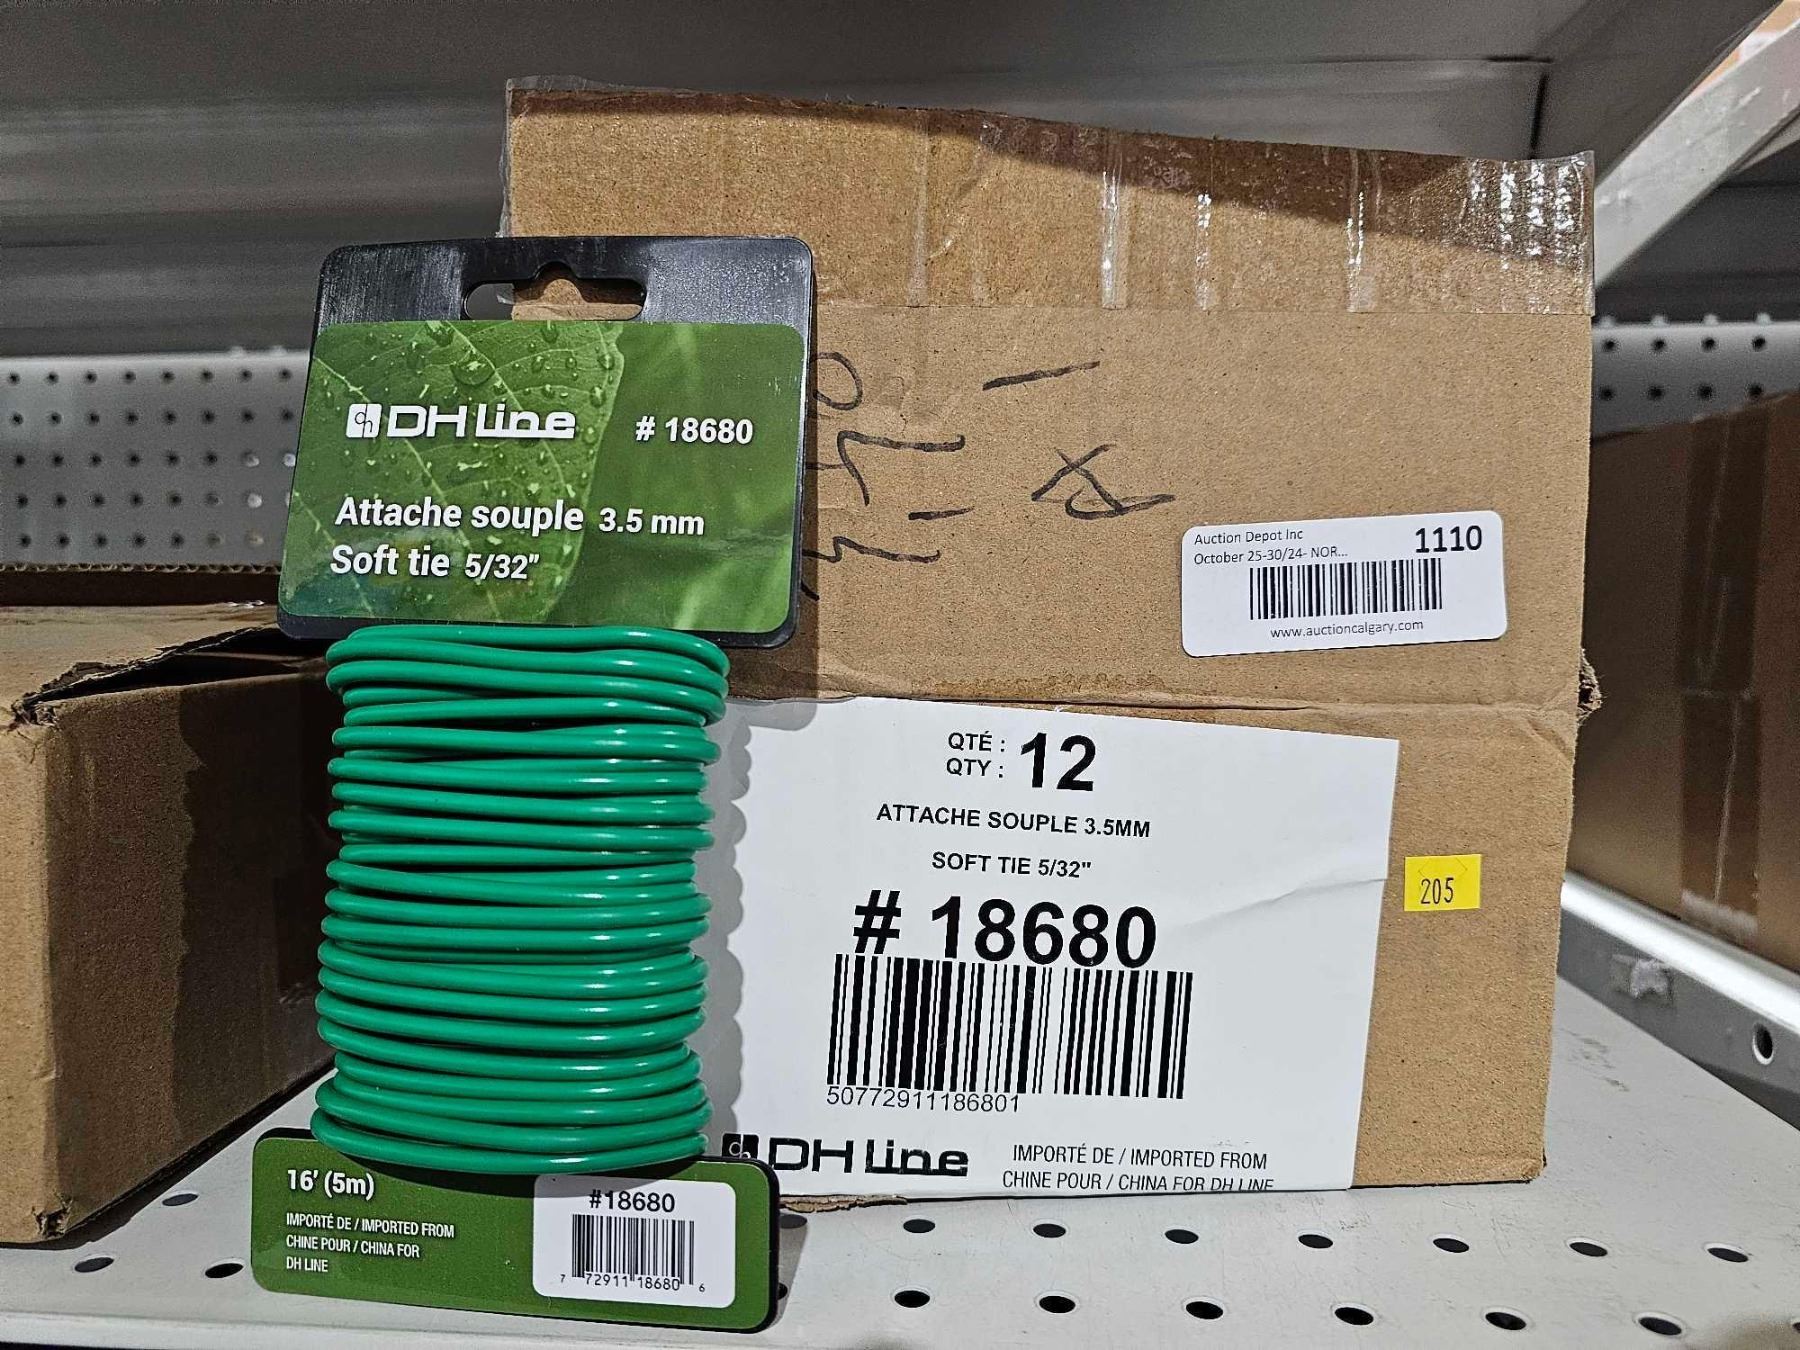 DH Line # 18680
Attache souple 3.5 mm
Soft tie 5/32"
16' (5m)
IMPORTÉ DE / IMPORTED FROM
CHINE POUR / CHINA FOR
DH LINE
#18680
7 72911 18680 6
Auction Depot Inc
1110
October 25-30/24- NOR...
www.auctioncalgary.com
QTÉ : 12
QTY :
ATTACHE SOUPLE 3.5MM
SOFT TIE 5/32"
# 18680
50772911186801
DH Line
IMPORTÉ DE / IMPORTED FROM
CHINE POUR / CHINA FOR DH LINE
205